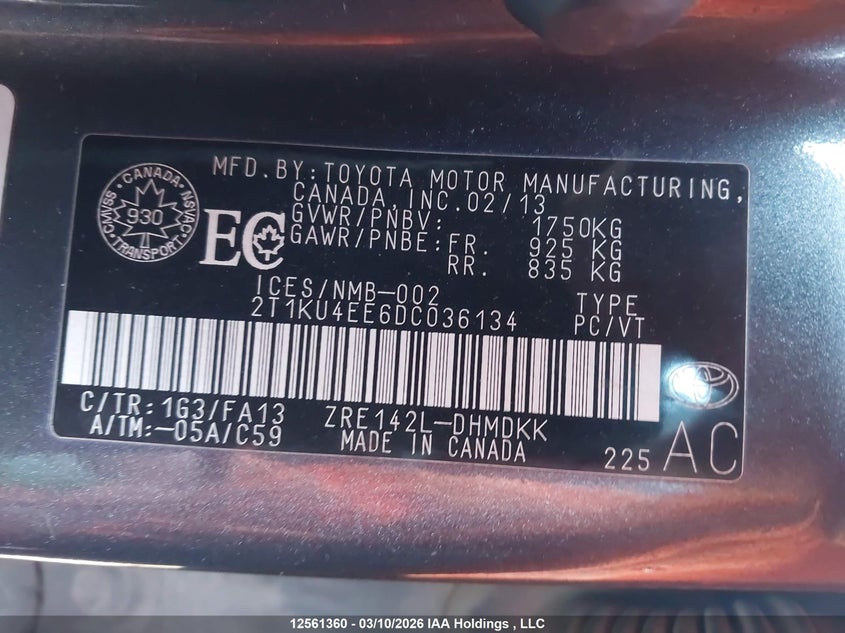 MFD.BY:TOYOTA MOTOR MANUFACTURING,
CANADA, INC.02/13
GVWR/PNBV: 1750KG
GAWR/PNBE:FR. 925 KG
RR. 835 KG
CANADA
CMVSS NSVAC
930
TRANSPORT
EC
ICES/NMB-002
2T1KU4EE6DC036134
TYPE
PC/VT
C/TR:1G3/FA13
A/TM:-05A/C59
ZRE142L-DHMDKK
MADE IN CANADA
225 AC
12561360 - 03/10/2026 IAA Holdings , LLC